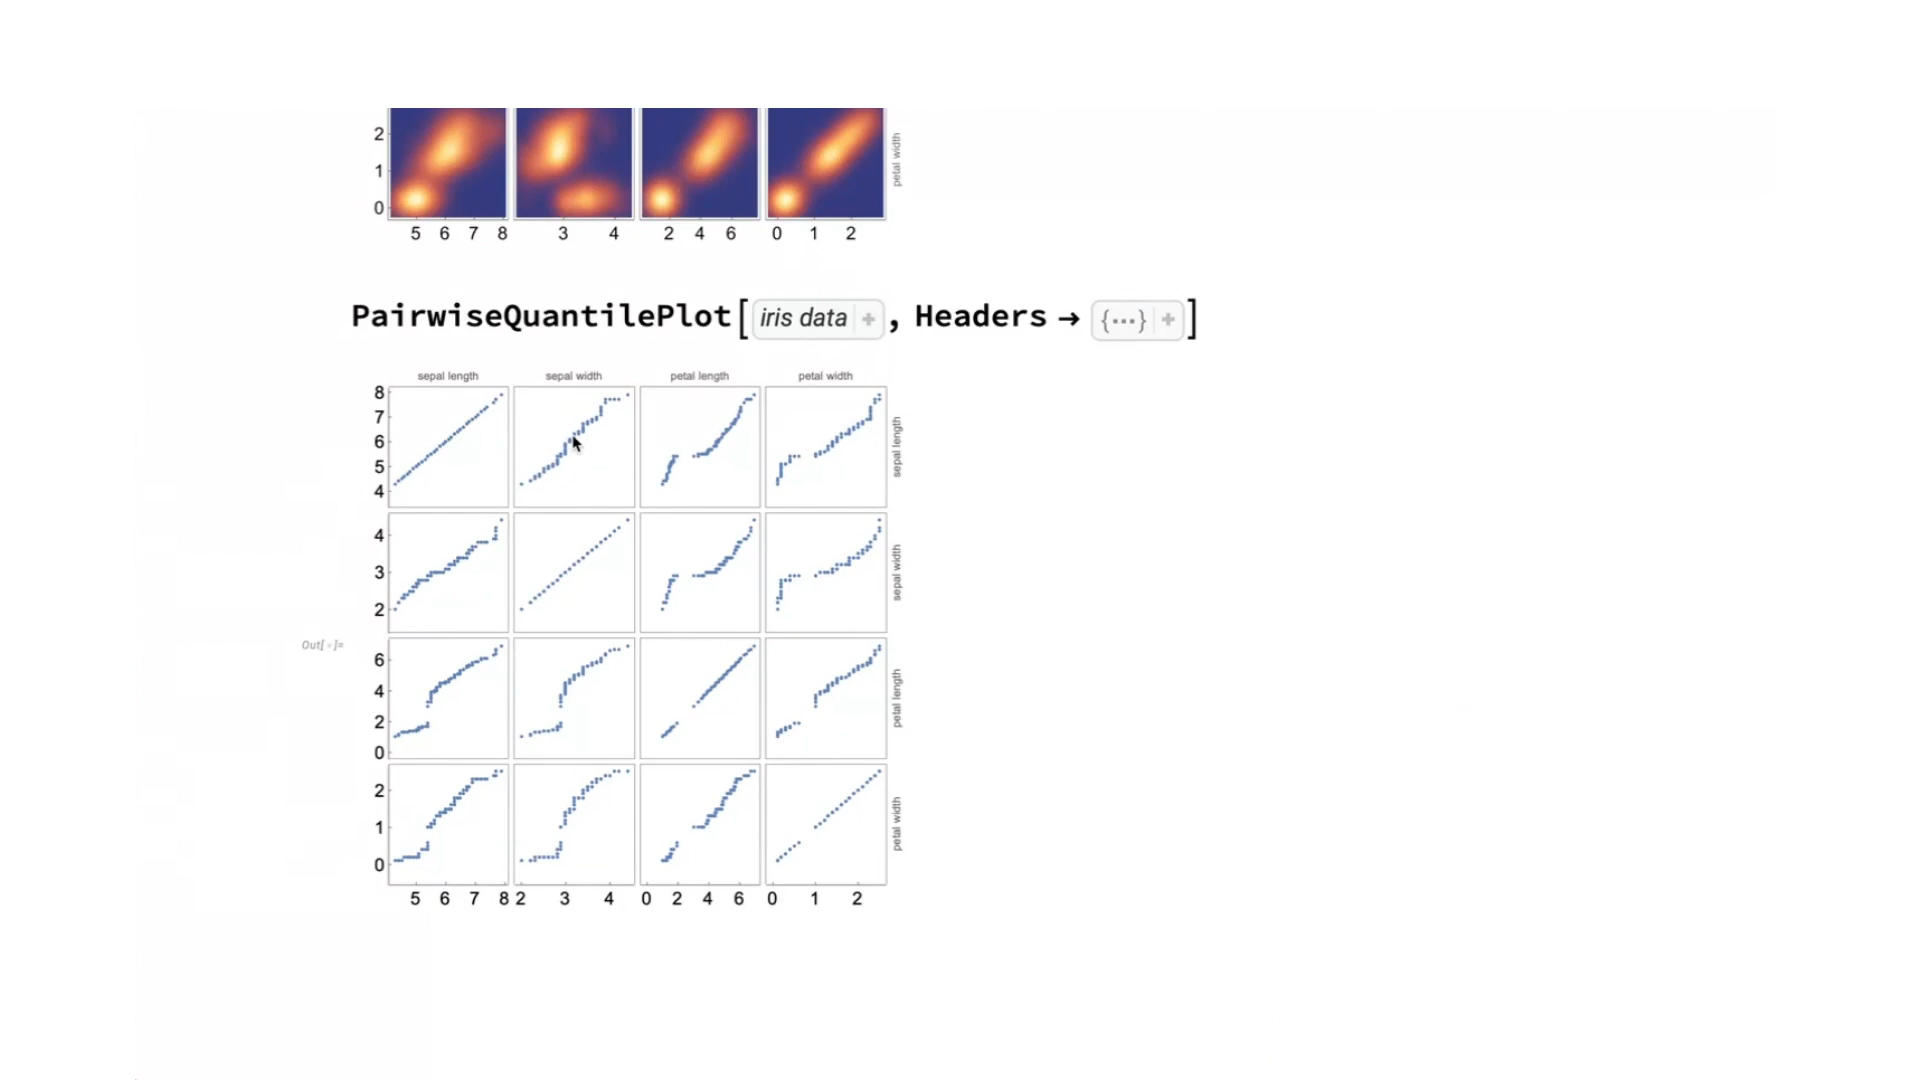 2
1
0
petal width
5 6 7 8 3 4 2 4 6 0 1 2
PairwiseQuantilePlot[ iris data + , Headers → {···} + ]
sepal length sepal width petal length petal width
8
7
6
5
4
sepal length
4
3
2
sepal width
Out[ ]=
6
4
2
0
petal length
2
1
0
petal width
5 6 7 8 2 3 4 0 2 4 6 0 1 2